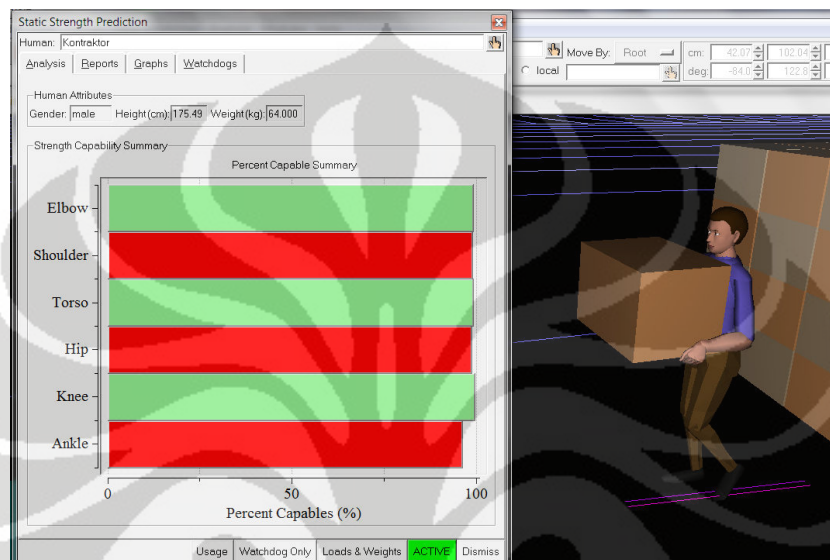 Static Strength Prediction
Human: Kontraktor
Move By: Root cm: 42.07 102.04
local deg: -84.0 122.8
Analysis Reports Graphs Watchdogs
Human Attributes
Gender: male Height(cm): 175.49 Weight(kg): 64.000
Strength Capability Summary
Percent Capable Summary
Elbow
Shoulder
Torso
Hip
Knee
Ankle
0 50 100
Percent Capables (%)
Usage Watchdog Only Loads & Weights ACTIVE Dismiss